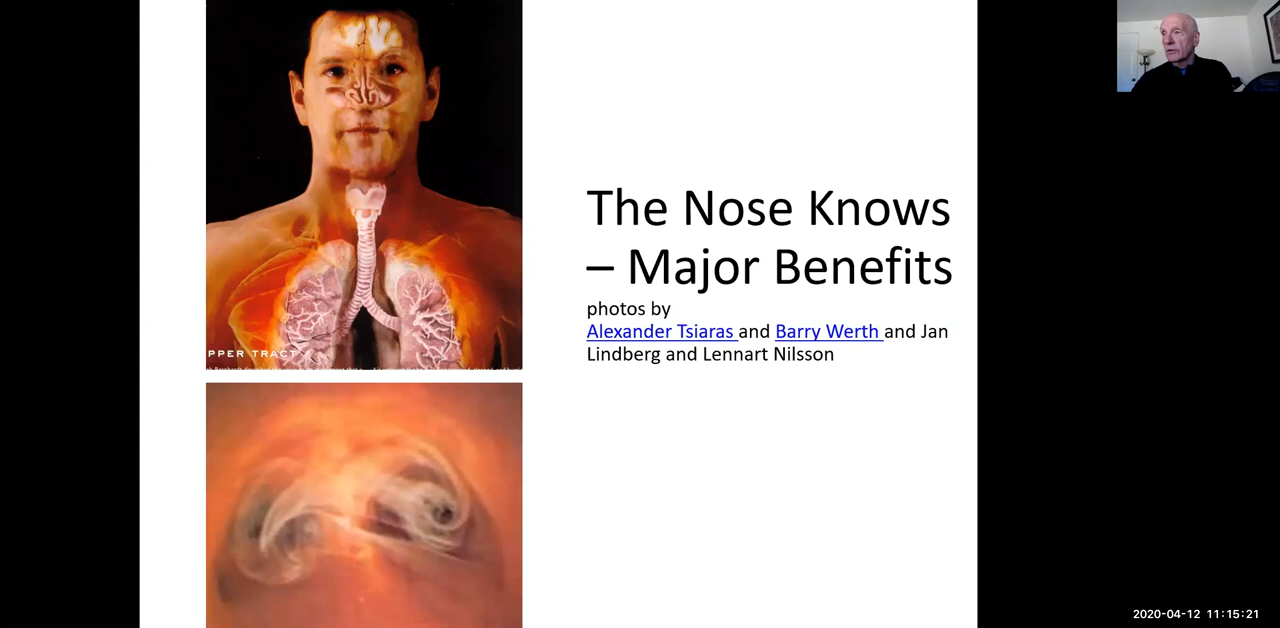 The Nose Knows
– Major Benefits
photos by
Alexander Tsiaras and Barry Werth and Jan
Lindberg and Lennart Nilsson
PPER TRACT
2020-04-12 11:15:21